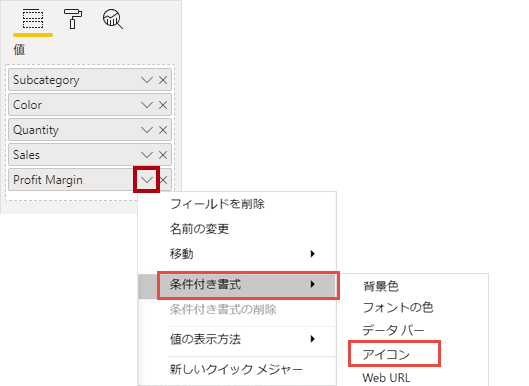 値
Subcategory
Color
Quantity
Sales
Profit Margin
フィールドを削除
名前の変更
移動
条件付き書式
条件付き書式の削除
値の表示方法
新しいクイック メジャー
背景色
フォントの色
データ バー
アイコン
Web URL